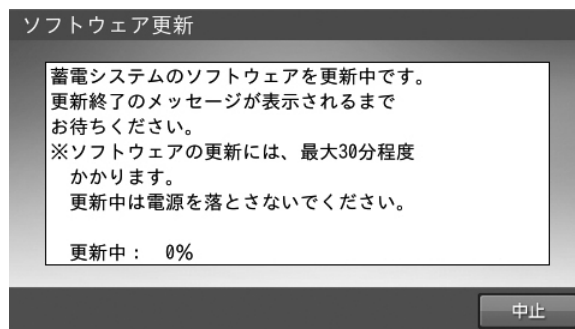 ソフトウェア更新
蓄電システムのソフトウェアを更新中です。
更新終了のメッセージが表示されるまで
お待ちください。
※ソフトウェアの更新には、最大30分程度
かかります。
更新中は電源を落とさないでください。
更新中： 0%
中止